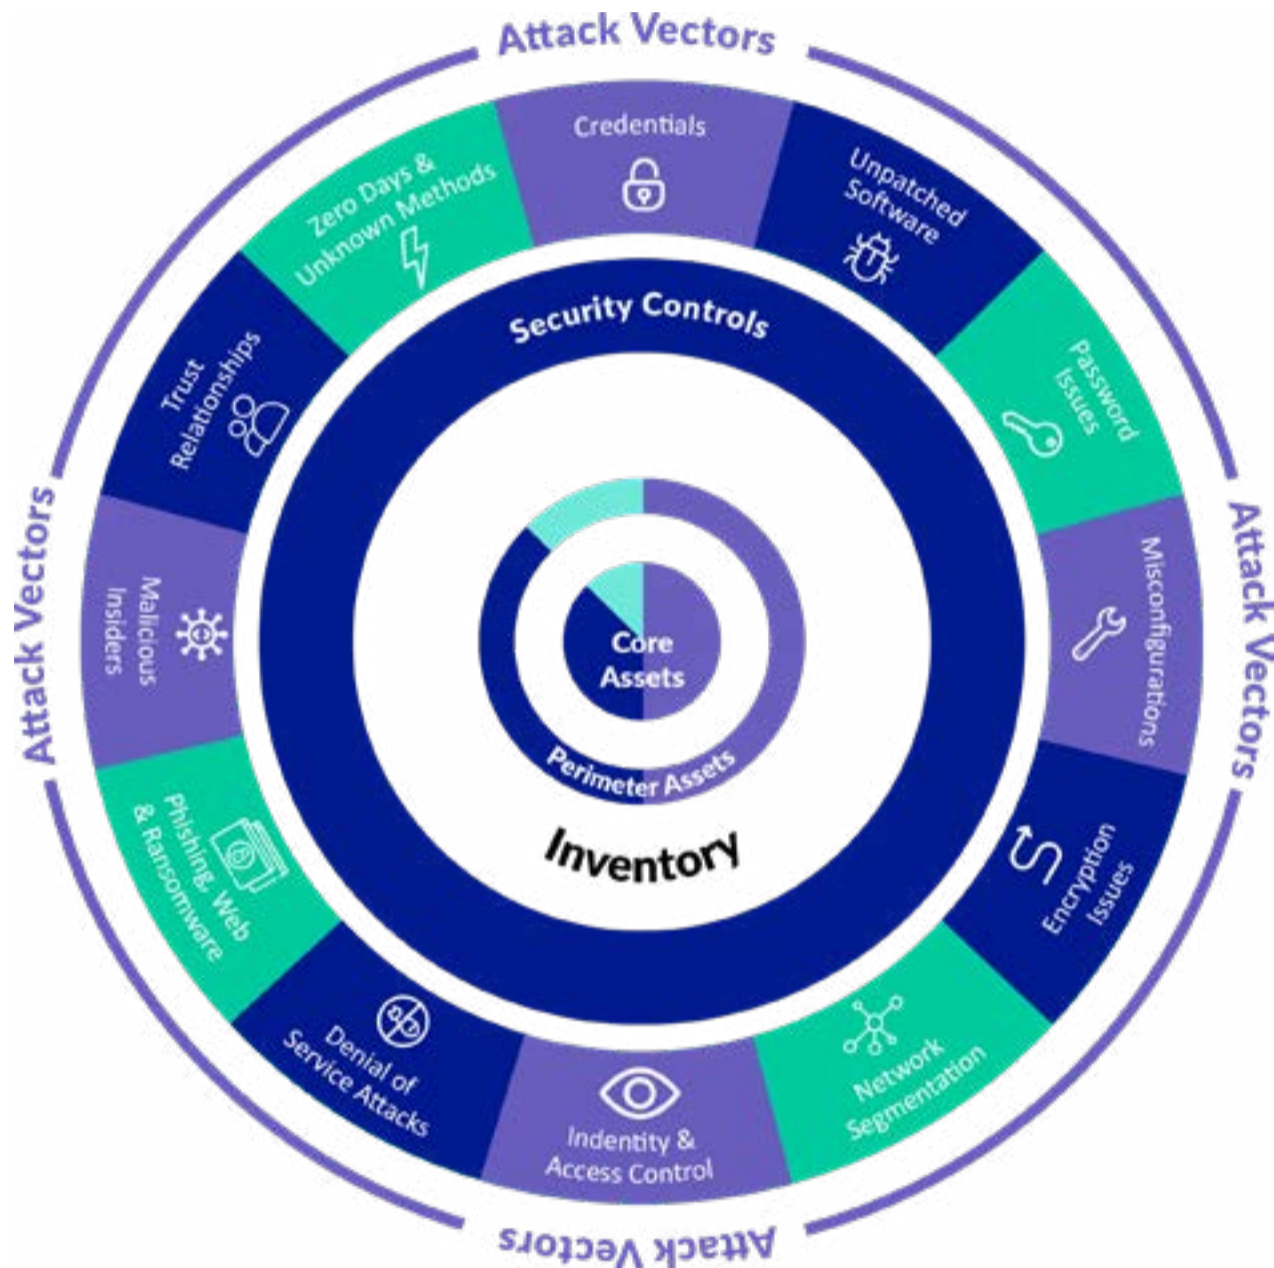 Attack Vectors
Credentials
Unpatched
Software
Password
Issues
Misconfigurations
Encryption
Issues
Network
Segmentation
Indentity &
Access Control
Denial of
Service Attacks
Phishing, Web
& Ransomware
Malicious
Insiders
Trust
Relationships
Zero Days &
Unknown Methods
Attack Vectors
Attack Vectors
Attack Vectors
Security Controls
Core
Assets
Perimeter Assets
Inventory